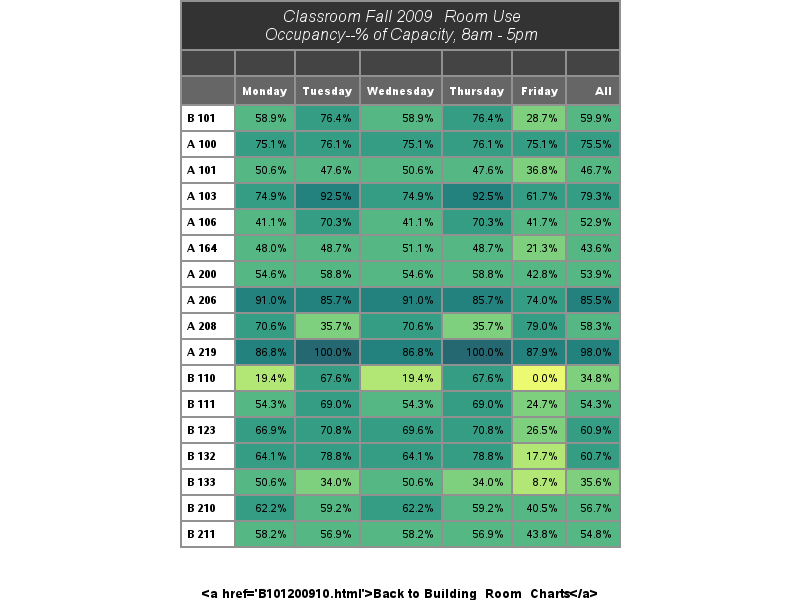 Classroom Fall 2009 Room Use
Occupancy--% of Capacity, 8am - 5pm
Monday Tuesday Wednesday Thursday Friday All
B 101 58.9% 76.4% 58.9% 76.4% 28.7% 59.9%
A 100 75.1% 76.1% 75.1% 76.1% 75.1% 75.5%
A 101 50.6% 47.6% 50.6% 47.6% 36.8% 46.7%
A 103 74.9% 92.5% 74.9% 92.5% 61.7% 79.3%
A 106 41.1% 70.3% 41.1% 70.3% 41.7% 52.9%
A 164 48.0% 48.7% 51.1% 48.7% 21.3% 43.6%
A 200 54.6% 58.8% 54.6% 58.8% 42.8% 53.9%
A 206 91.0% 85.7% 91.0% 85.7% 74.0% 85.5%
A 208 70.6% 35.7% 70.6% 35.7% 79.0% 58.3%
A 219 86.8% 100.0% 86.8% 100.0% 87.9% 98.0%
B 110 19.4% 67.6% 19.4% 67.6% 0.0% 34.8%
B 111 54.3% 69.0% 54.3% 69.0% 24.7% 54.3%
B 123 66.9% 70.8% 69.6% 70.8% 26.5% 60.9%
B 132 64.1% 78.8% 64.1% 78.8% 17.7% 60.7%
B 133 50.6% 34.0% 50.6% 34.0% 8.7% 35.6%
B 210 62.2% 59.2% 62.2% 59.2% 40.5% 56.7%
B 211 58.2% 56.9% 58.2% 56.9% 43.8% 54.8%
<a href='B101200910.html'>Back to Building Room Charts</a>